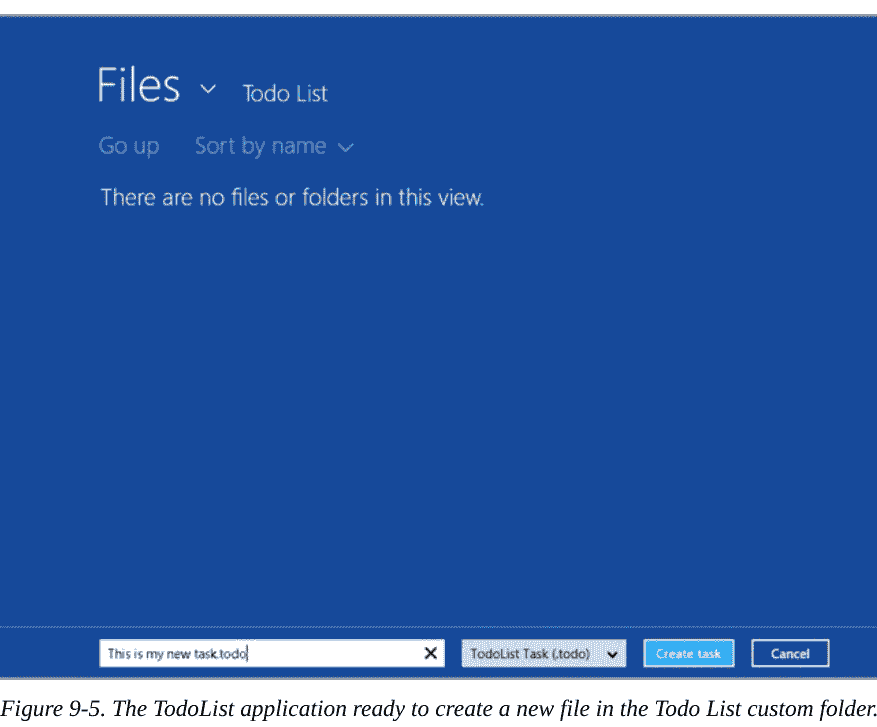 Files Todo List
Go up Sort by name
There are no files or folders in this view.
This is my new task.todo TodoList Task (.todo) Create task Cancel
Figure 9-5. The TodoList application ready to create a new file in the Todo List custom folder.